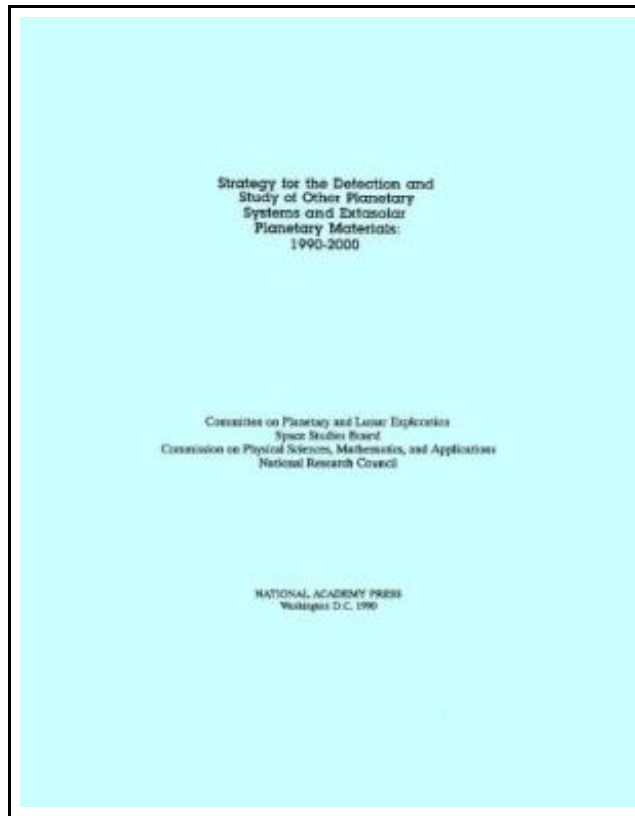 Strategy for the Detection and
Study of Other Planetary
Systems and Extasolar
Planetary Materials:
1990-2000
Committee on Planetary and Lunar Exploration
Space Studies Board
Commission on Physical Sciences, Mathematics, and Applications
National Research Council
NATIONAL ACADEMY PRESS
Washington D.C. 1990